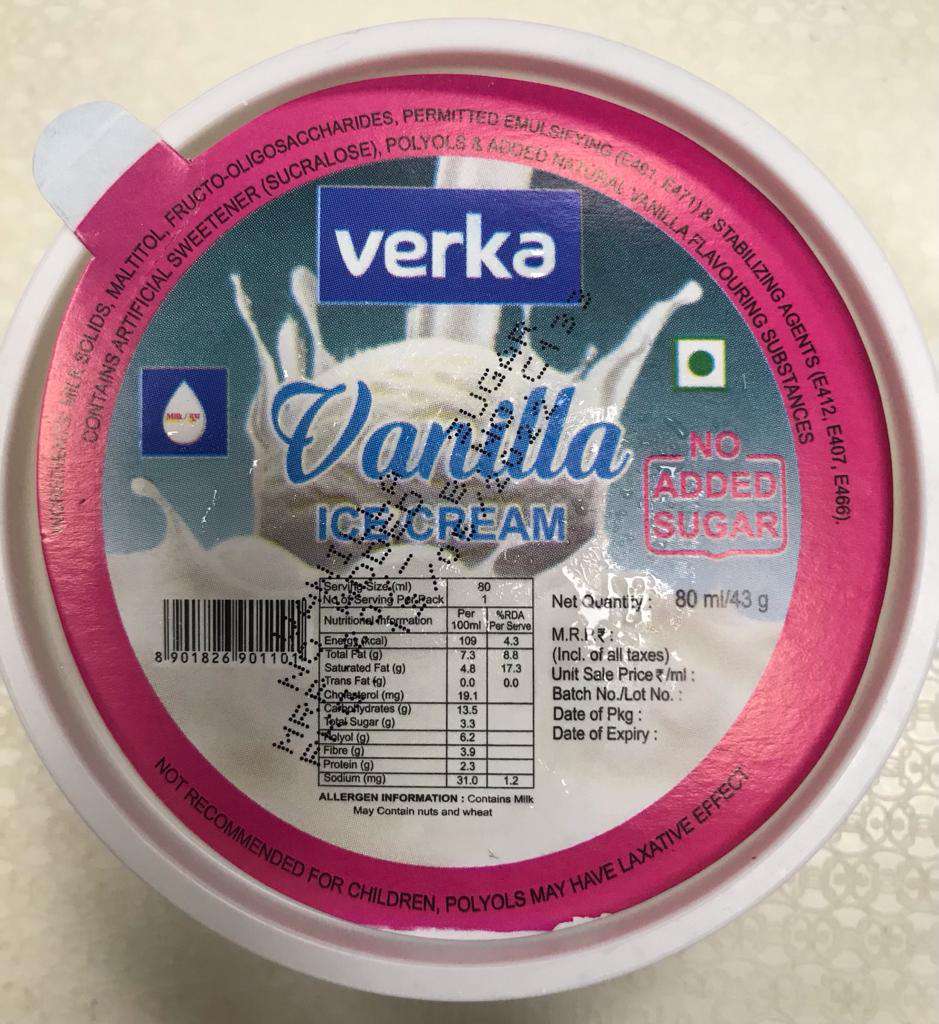 MILK SOLIDS, MALTITOL, FRUCTO-OLIGOSACCHARIDES, PERMITTED EMULSIFYING (E481, E471) & STABILIZING AGENTS (E412, E407, E466).
CONTAINS ARTIFICIAL SWEETENER (SUCRALOSE), POLYOLS & ADDED NATURAL VANILLA FLAVOURING SUBSTANCES
verka
Milk / दूध
Vanilla
ICE CREAM
NO
ADDED
SUGAR
Serving Size (ml) 80
No of Serving Per Pack 1
Nutritional Information Per 100ml %RDA Per Serve
Energy (kcal) 109 4.3
Total Fat (g) 7.3 8.8
Saturated Fat (g) 4.8 17.3
Trans Fat (g) 0.0 0.0
Cholesterol (mg) 19.1
Carbohydrates (g) 13.5
Total Sugar (g) 3.3
Polyol (g) 6.2
Fibre (g) 3.9
Protein (g) 2.3
Sodium (mg) 31.0 1.2
ALLERGEN INFORMATION : Contains Milk
May Contain nuts and wheat
8 901826 90110
Net Quantity : 80 ml/43 g
M.R.P.₹ :
(Incl. of all taxes)
Unit Sale Price ₹/ml :
Batch No./Lot No. :
Date of Pkg :
Date of Expiry :
NOT RECOMMENDED FOR CHILDREN, POLYOLS MAY HAVE LAXATIVE EFFECT